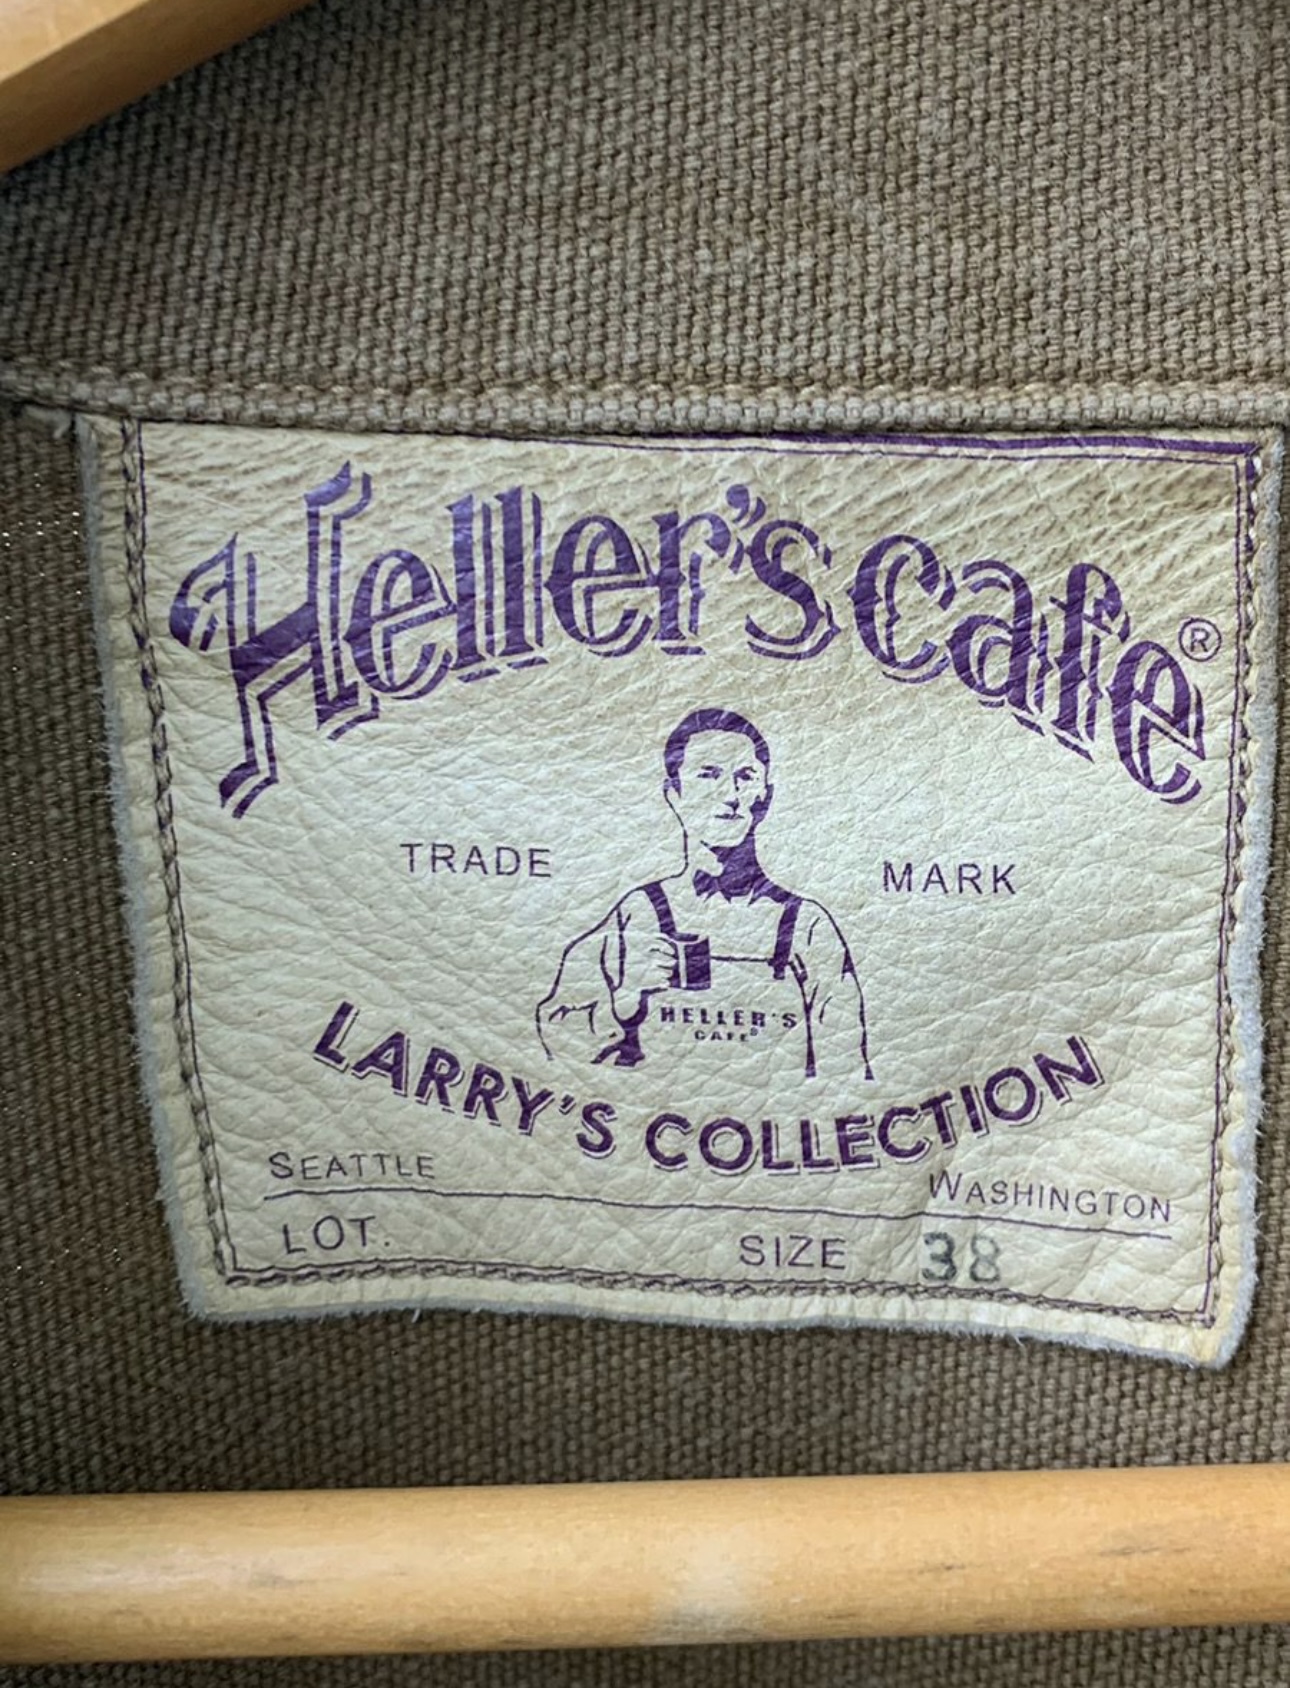 Heller's Cafe®
TRADE MARK
HELLER'S
CAFE®
LARRY'S COLLECTION
SEATTLE WASHINGTON
LOT. SIZE 38